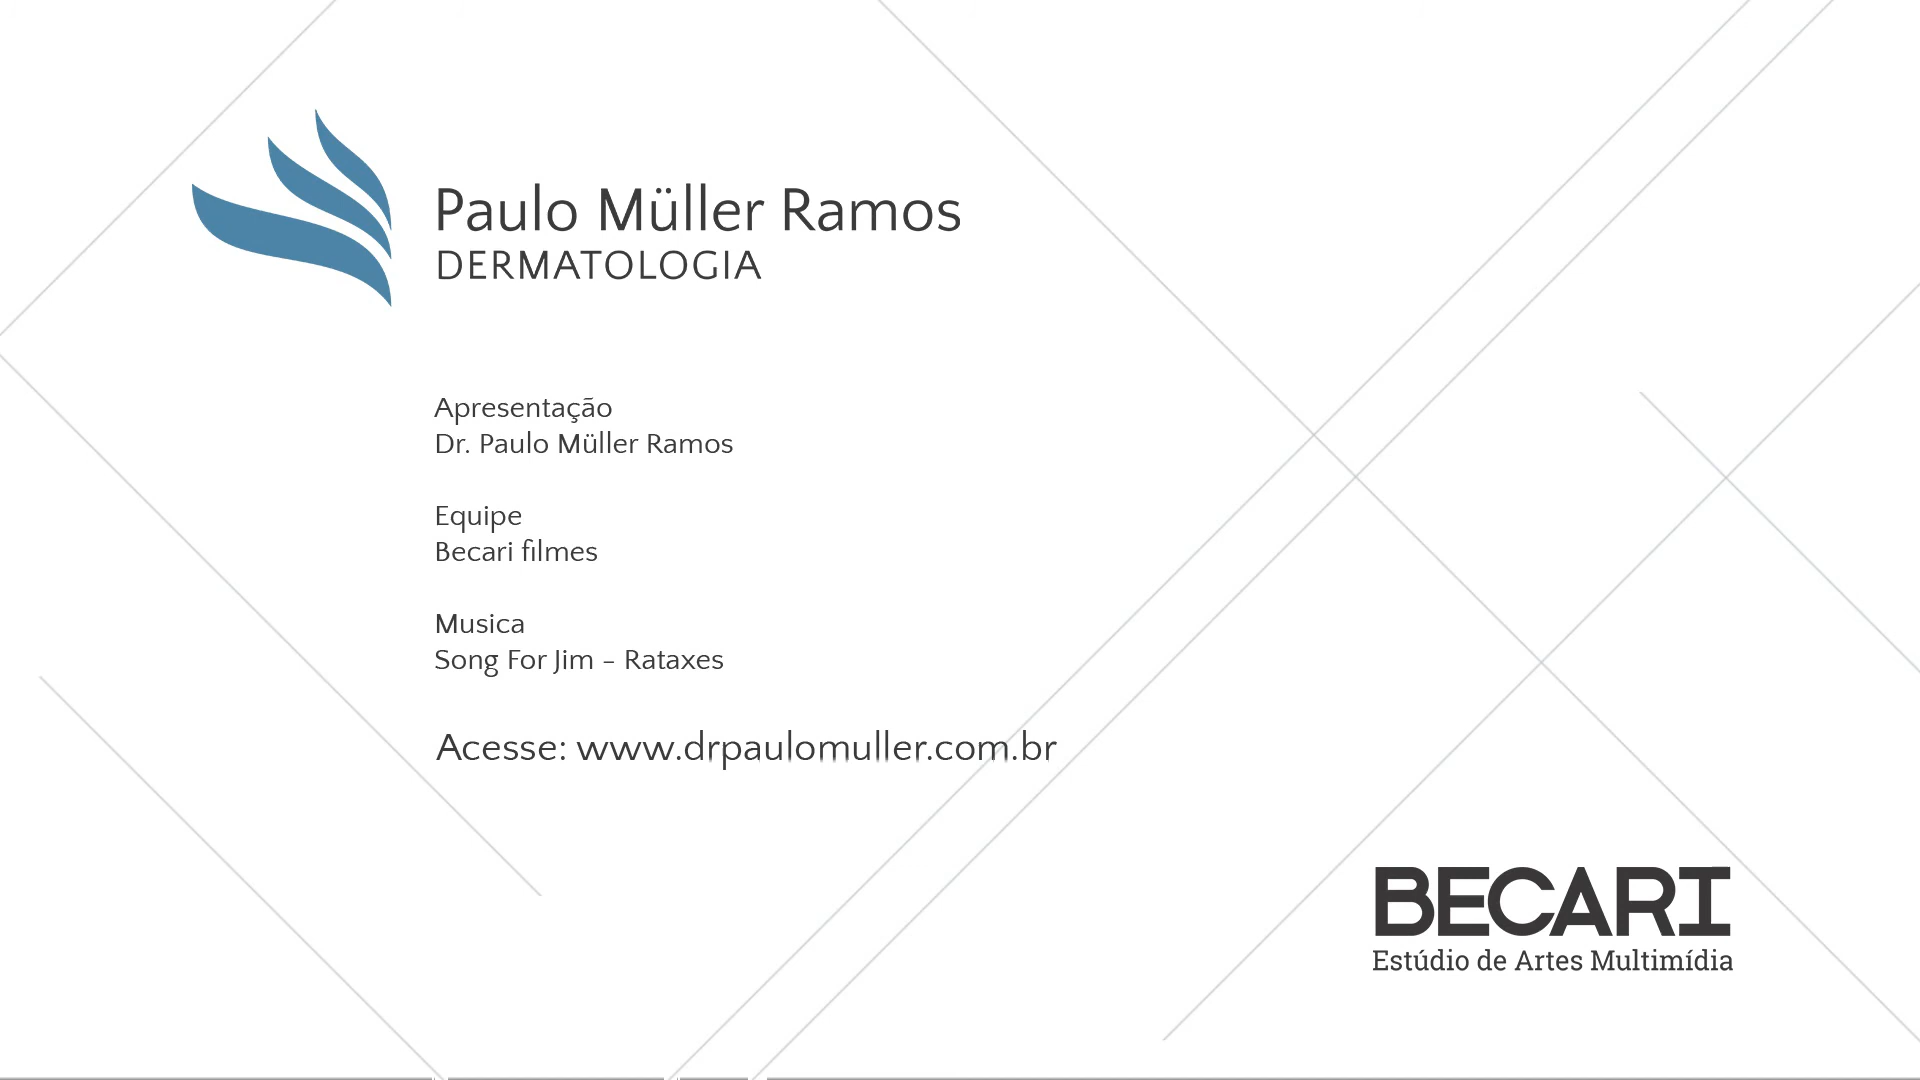 Paulo Müller Ramos
DERMATOLOGIA
Apresentação
Dr. Paulo Müller Ramos
Equipe
Becari filmes
Musica
Song For Jim - Rataxes
Acesse: www.drpaulomuller.com.br
BECARI
Estúdio de Artes Multimídia